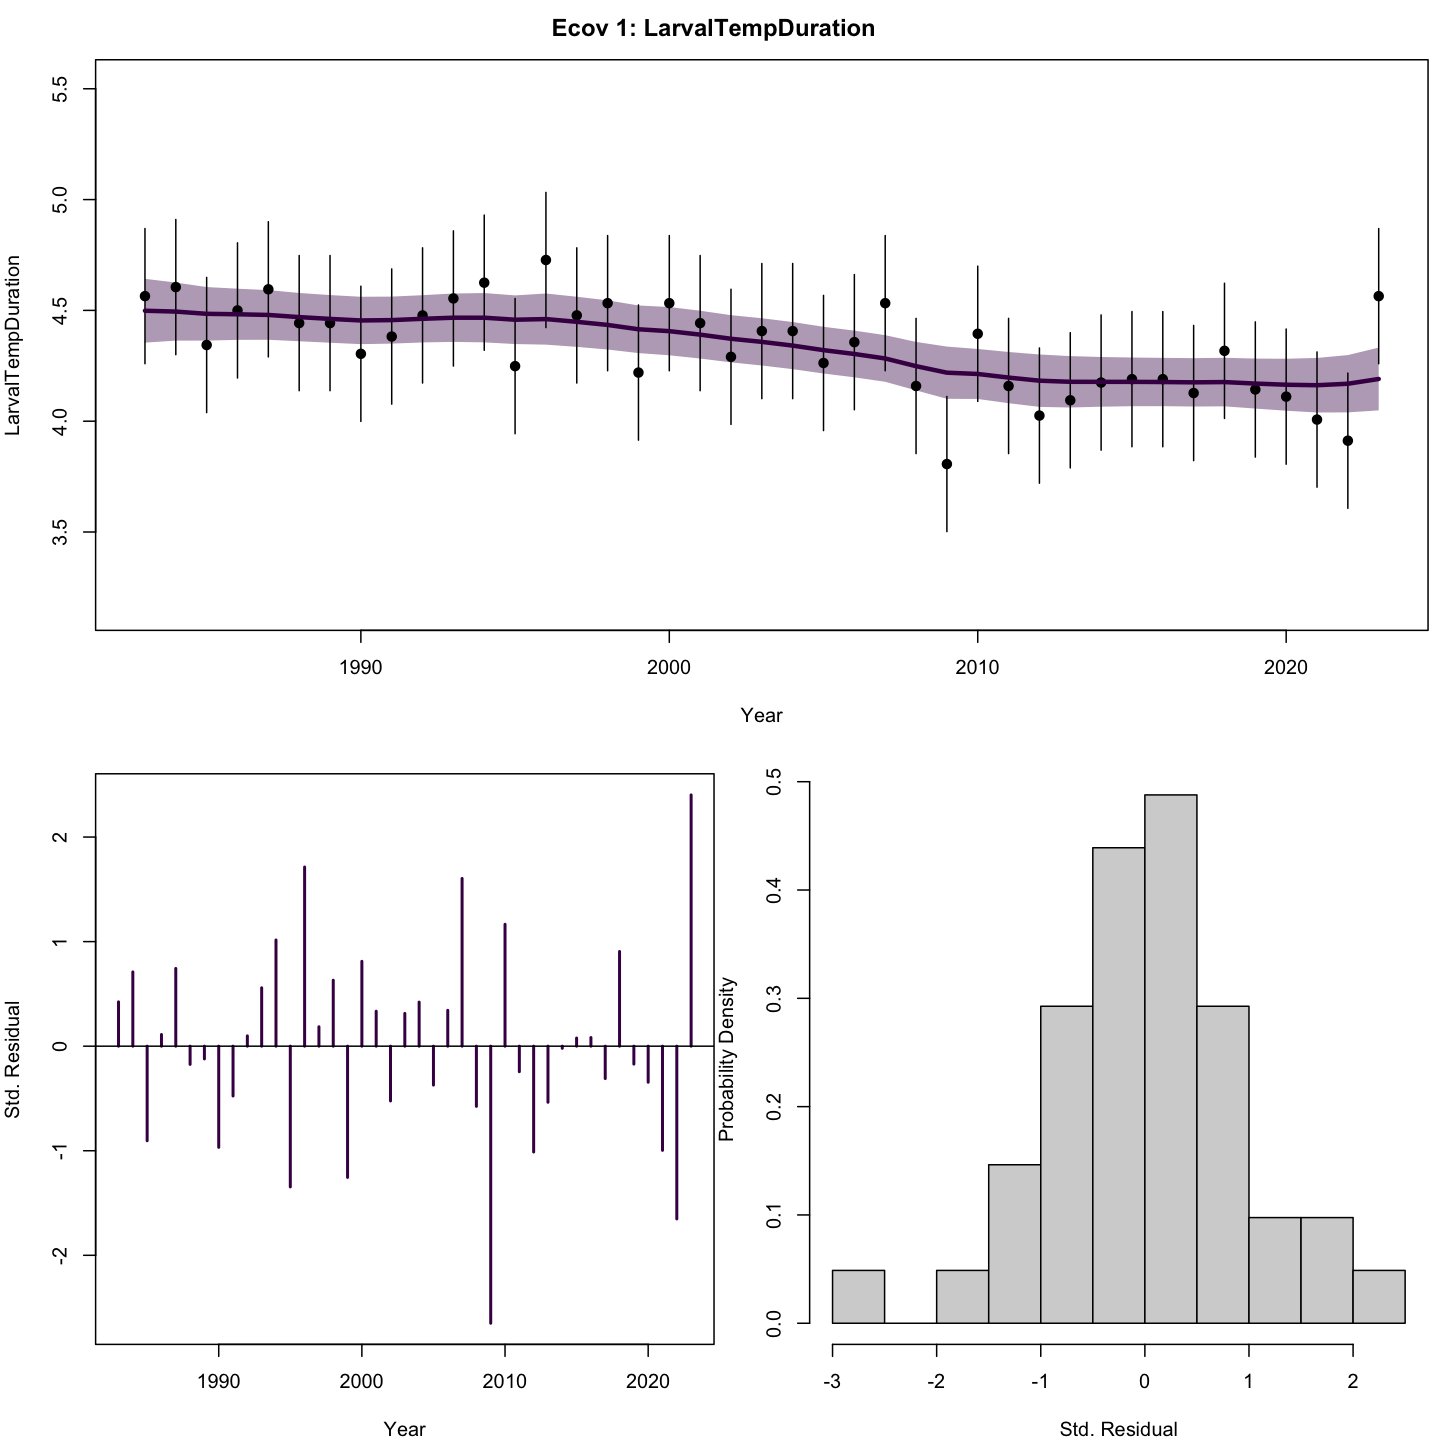 Ecov 1: LarvalTempDuration
LarvalTempDuration
5.5
5.0
4.5
4.0
3.5
1990 2000 2010 2020
Year
Std. Residual
2
1
0
-1
-2
1990 2000 2010 2020
Year
Probability Density
0.5
0.4
0.3
0.2
0.1
0.0
-3 -2 -1 0 1 2
Std. Residual